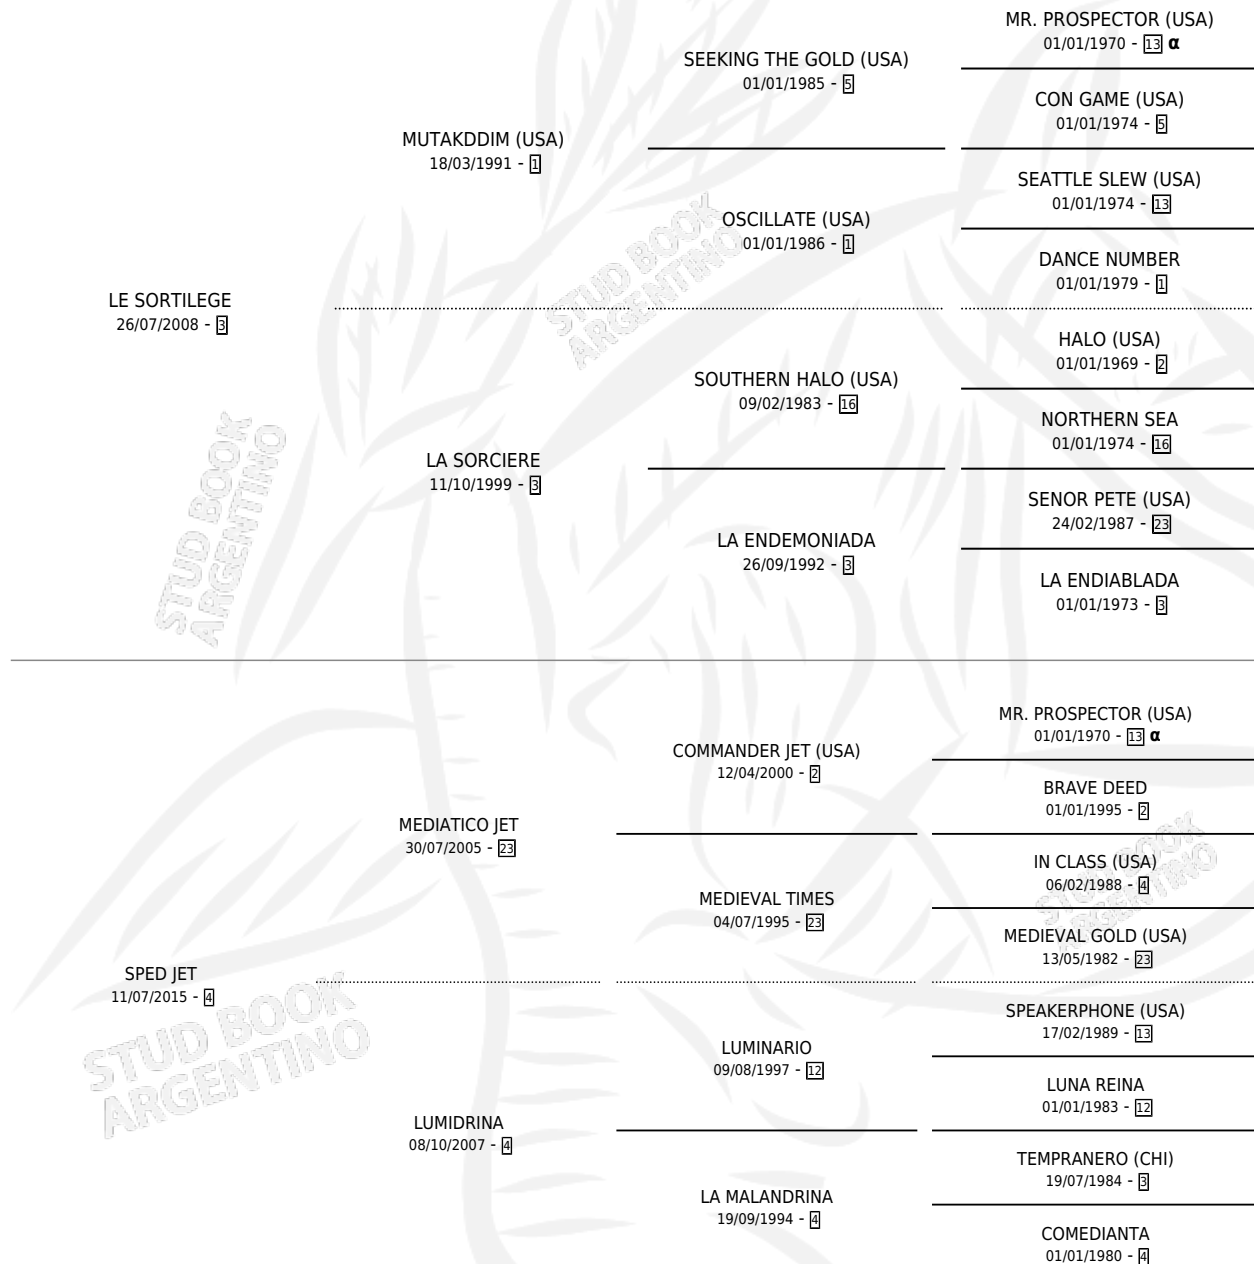 MR. PROSPECTOR (USA)
01/01/1970 - 13 α
SEEKING THE GOLD (USA)
01/01/1985 - 5
CON GAME (USA)
01/01/1974 - 5
MUTAKDDIM (USA)
18/03/1991 - 1
SEATTLE SLEW (USA)
01/01/1974 - 13
OSCILLATE (USA)
01/01/1986 - 1
DANCE NUMBER
01/01/1979 - 1
LE SORTILEGE
26/07/2008 - 3
HALO (USA)
01/01/1969 - 2
SOUTHERN HALO (USA)
09/02/1983 - 16
NORTHERN SEA
01/01/1974 - 16
LA SORCIERE
11/10/1999 - 3
SENOR PETE (USA)
24/02/1987 - 23
LA ENDEMONIADA
26/09/1992 - 3
LA ENDIABLADA
01/01/1973 - 3
MR. PROSPECTOR (USA)
01/01/1970 - 13 α
COMMANDER JET (USA)
12/04/2000 - 2
BRAVE DEED
01/01/1995 - 2
MEDIATICO JET
30/07/2005 - 23
IN CLASS (USA)
06/02/1988 - 4
MEDIEVAL TIMES
04/07/1995 - 23
MEDIEVAL GOLD (USA)
13/05/1982 - 23
SPED JET
11/07/2015 - 4
SPEAKERPHONE (USA)
17/02/1989 - 13
LUMINARIO
09/08/1997 - 12
LUNA REINA
01/01/1983 - 12
LUMIDRINA
08/10/2007 - 4
TEMPRANERO (CHI)
19/07/1984 - 3
LA MALANDRINA
19/09/1994 - 4
COMEDIANTA
01/01/1980 - 4
STUD BOOK
ARGENTINO
STUD BOOK
ARGENTINO
STUD BOOK
ARGENTINO
STUD BOOK
ARGENTINO